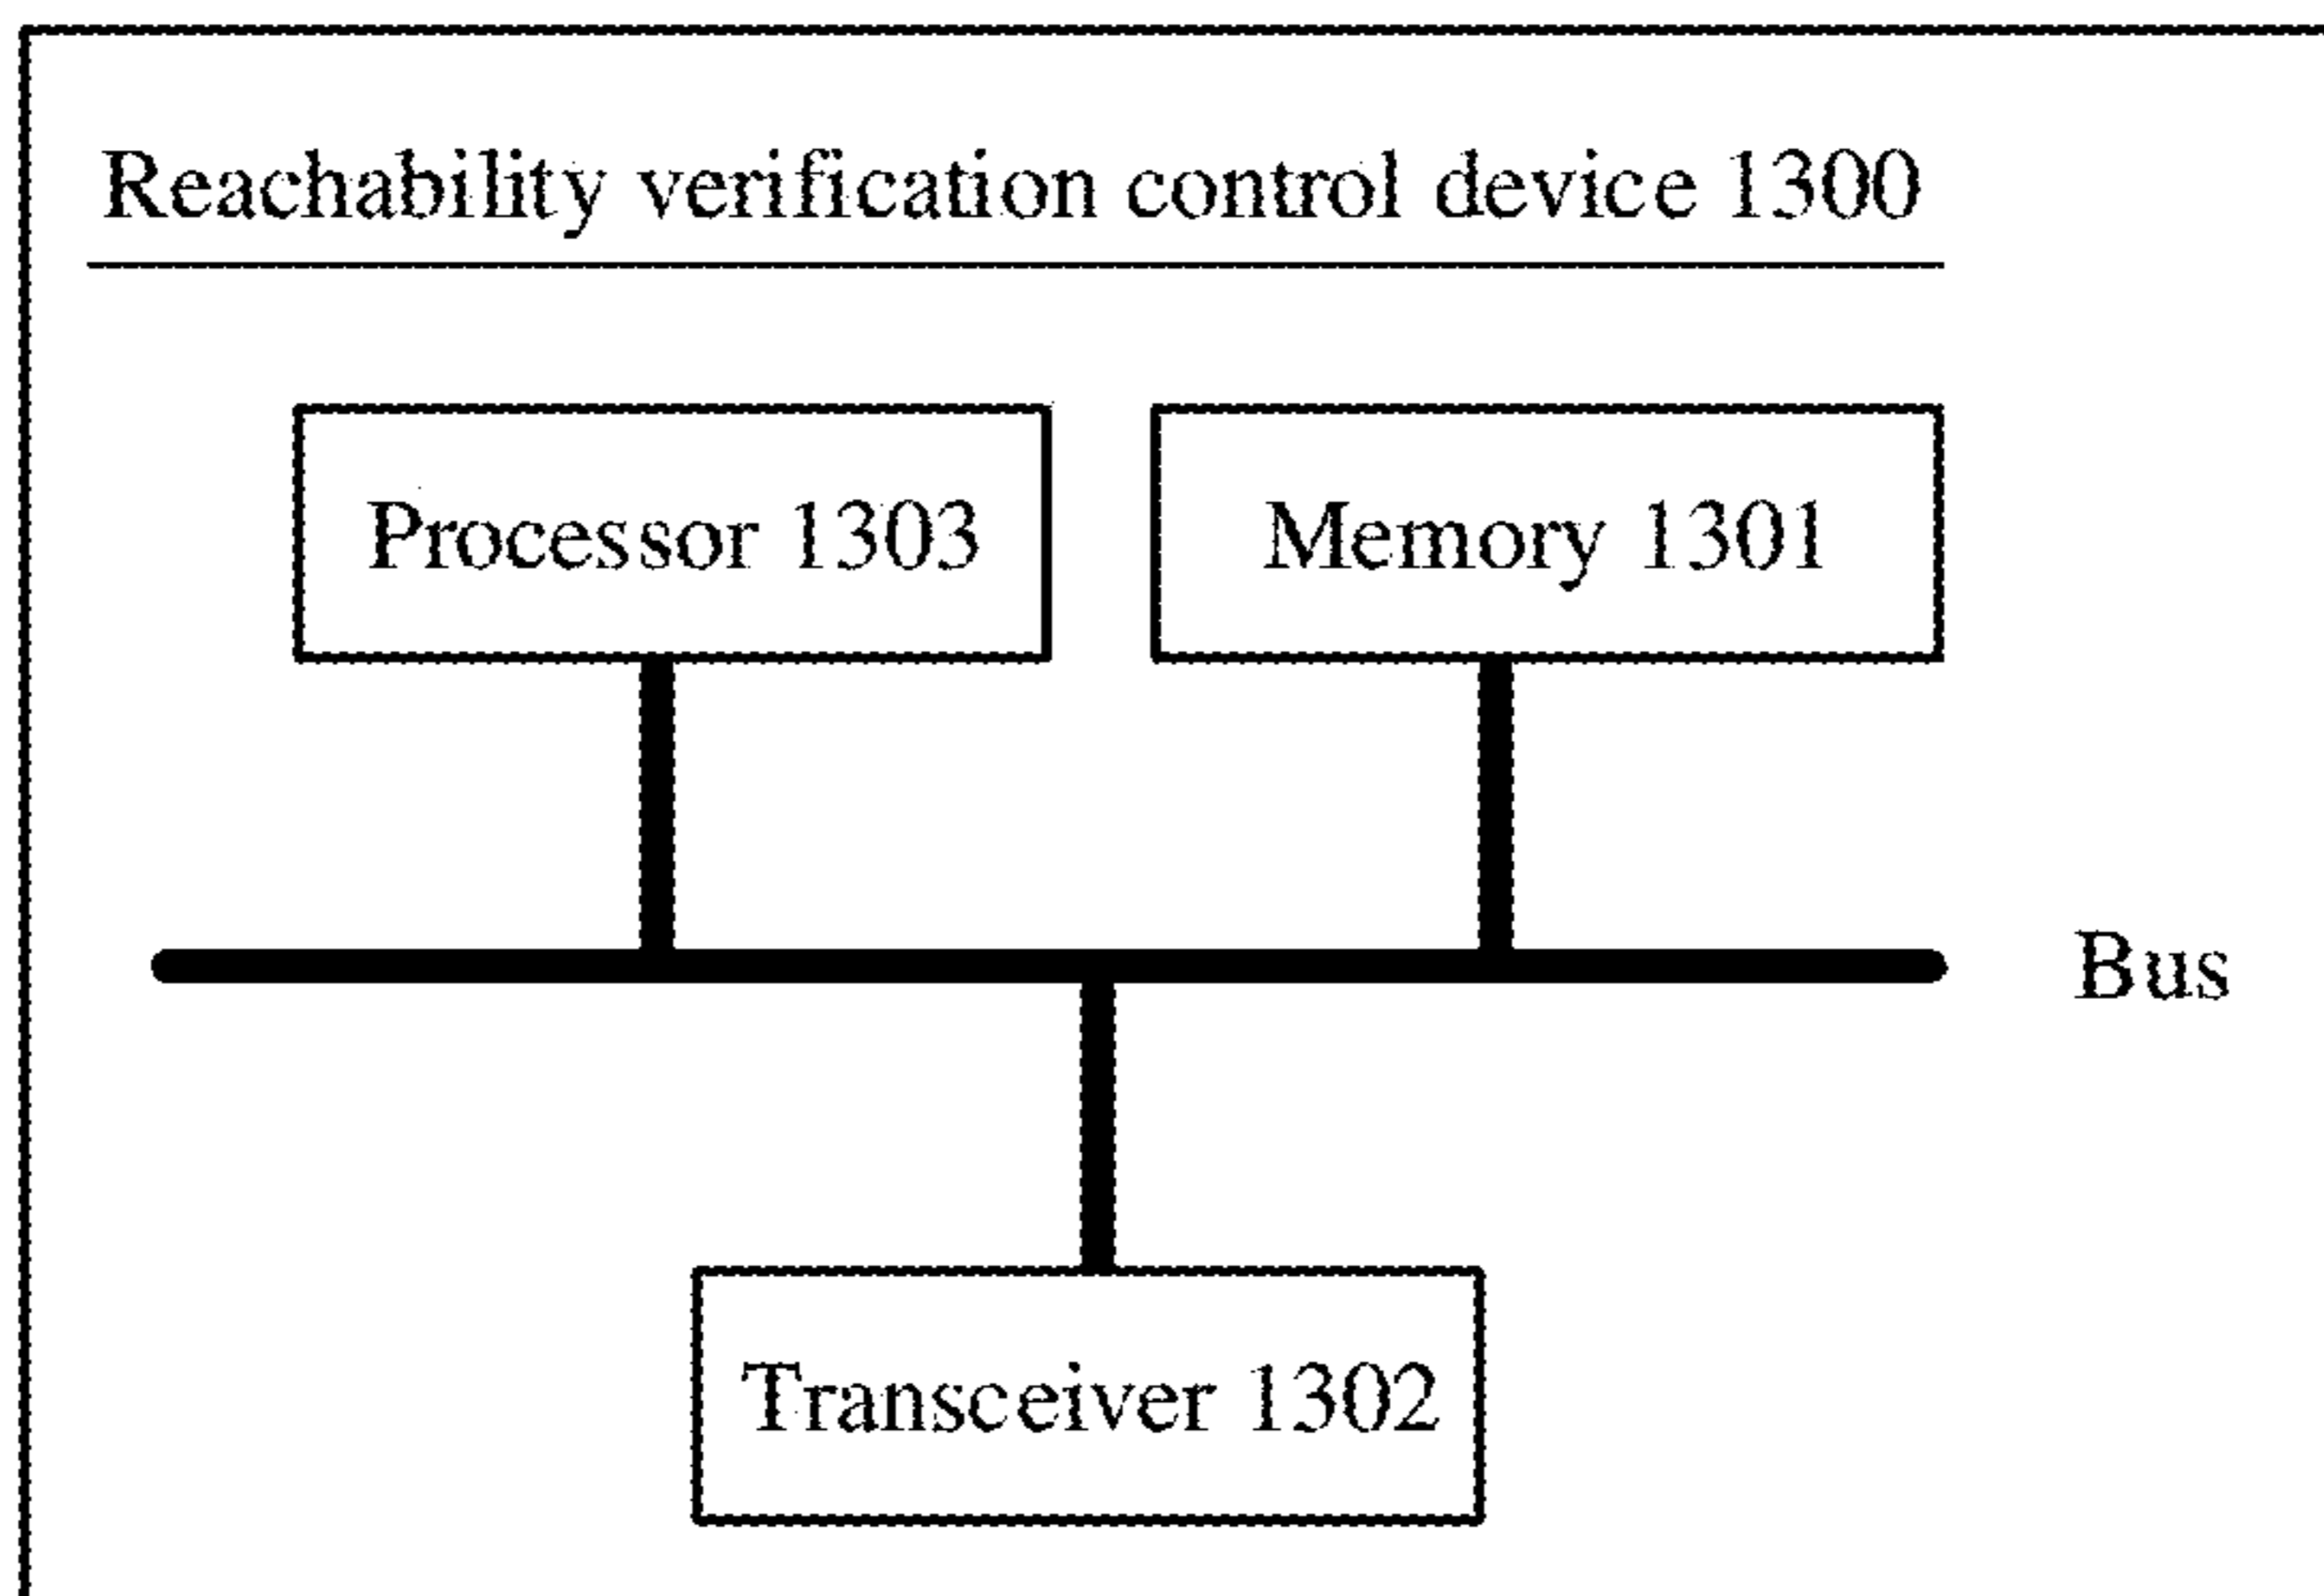 Reachability verification control device 1300
Processor 1303
Memory 1301
Bus
Transceiver 1302